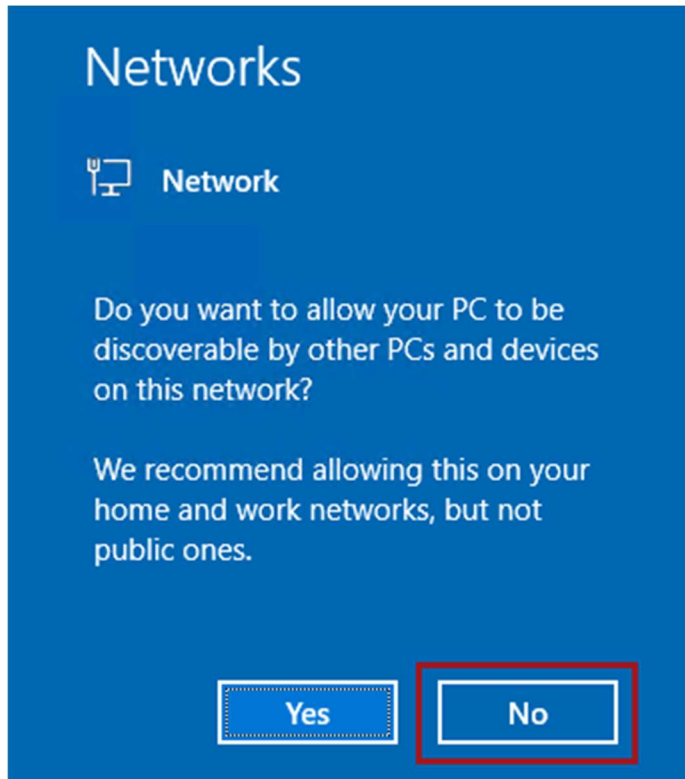 Networks
Network
Do you want to allow your PC to be
discoverable by other PCs and devices
on this network?
We recommend allowing this on your
home and work networks, but not
public ones.
Yes
No